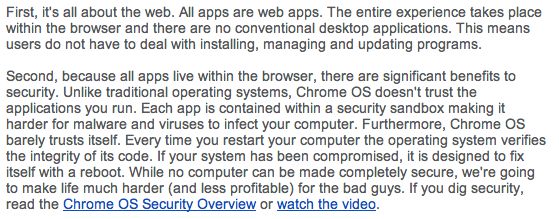 First, it's all about the web. All apps are web apps. The entire experience takes place
within the browser and there are no conventional desktop applications. This means
users do not have to deal with installing, managing and updating programs.
Second, because all apps live within the browser, there are significant benefits to
security. Unlike traditional operating systems, Chrome OS doesn't trust the
applications you run. Each app is contained within a security sandbox making it
harder for malware and viruses to infect your computer. Furthermore, Chrome OS
barely trusts itself. Every time you restart your computer the operating system verifies
the integrity of its code. If your system has been compromised, it is designed to fix
itself with a reboot. While no computer can be made completely secure, we're going
to make life much harder (and less profitable) for the bad guys. If you dig security,
read the Chrome OS Security Overview or watch the video.